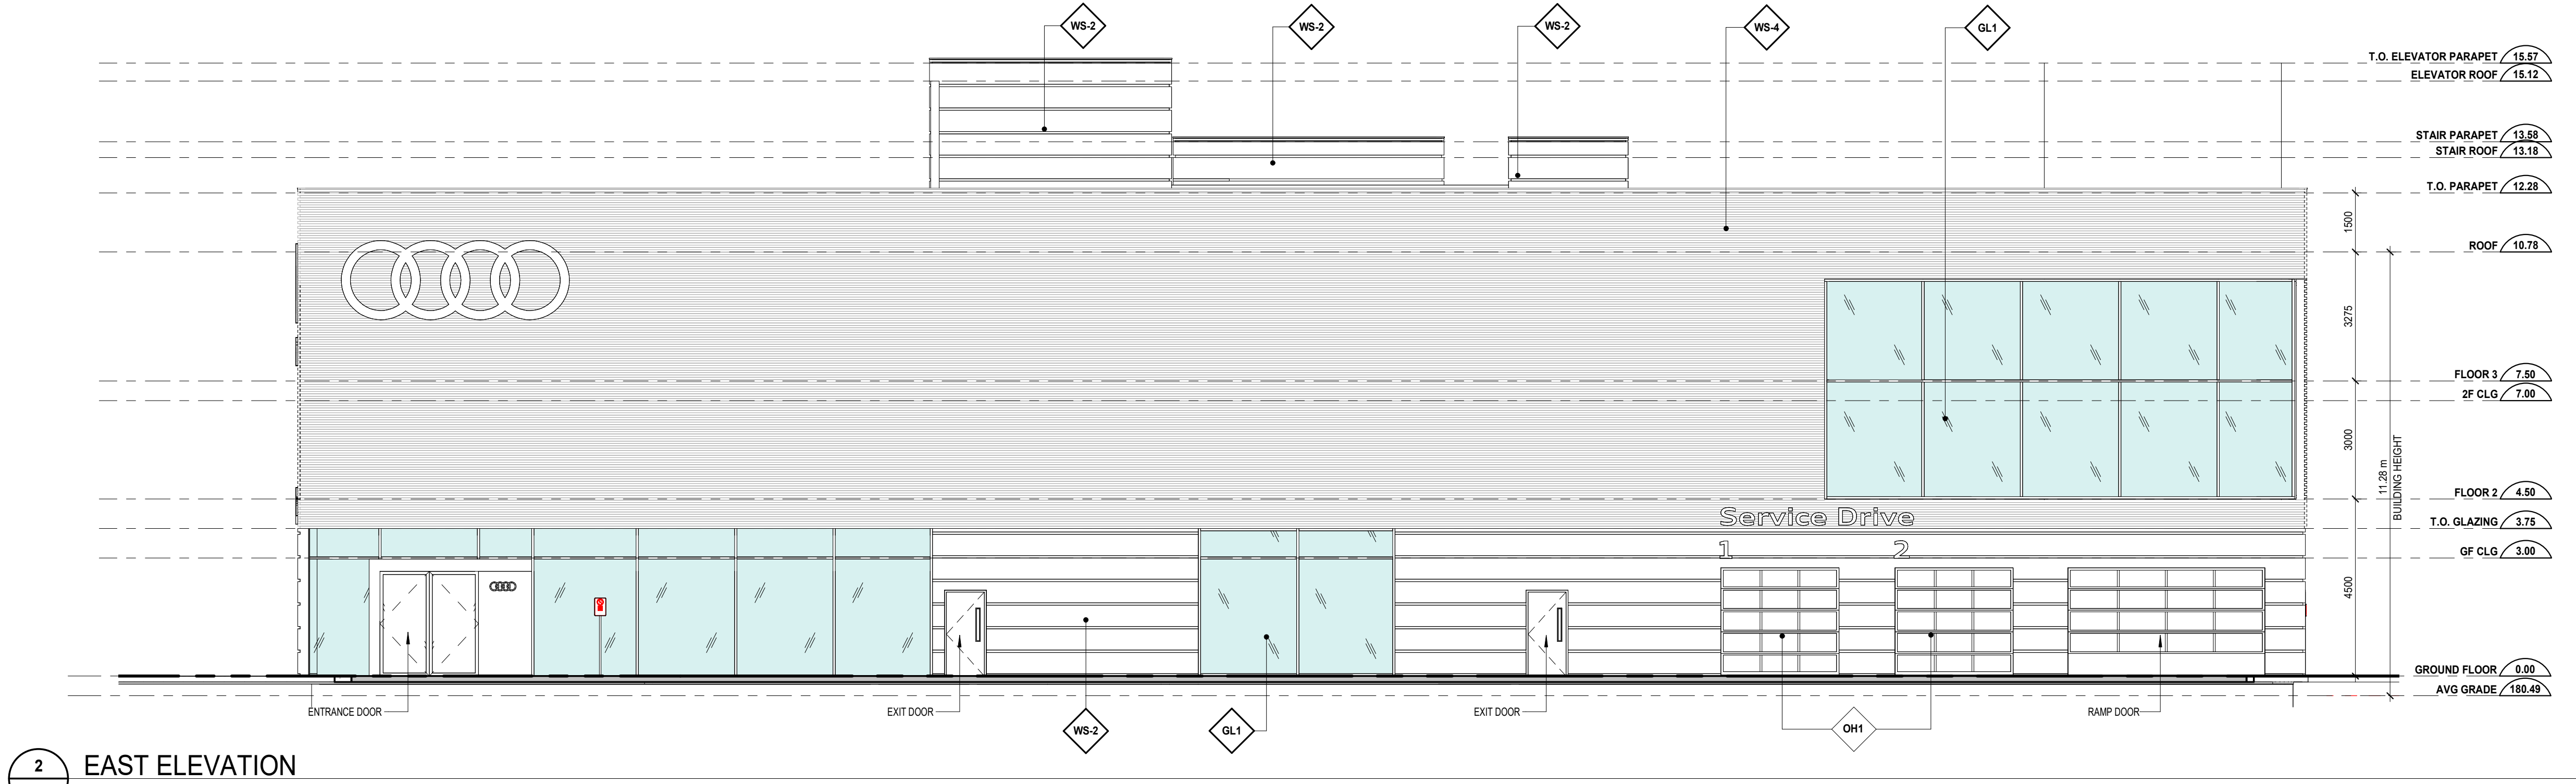 WS-2
WS-2
WS-2
WS-4
GL1
T.O. ELEVATOR PARAPET 15.57
ELEVATOR ROOF 15.12
STAIR PARAPET 13.58
STAIR ROOF 13.18
T.O. PARAPET 12.28
1500
ROOF 10.78
3275
FLOOR 3 7.50
2F CLG 7.00
3000
11.28 m
BUILDING HEIGHT
FLOOR 2 4.50
Service Drive
T.O. GLAZING 3.75
1
2
GF CLG 3.00
4500
GROUND FLOOR 0.00
AVG GRADE 180.49
ENTRANCE DOOR
EXIT DOOR
EXIT DOOR
RAMP DOOR
WS-2
GL1
OH1
2
EAST ELEVATION